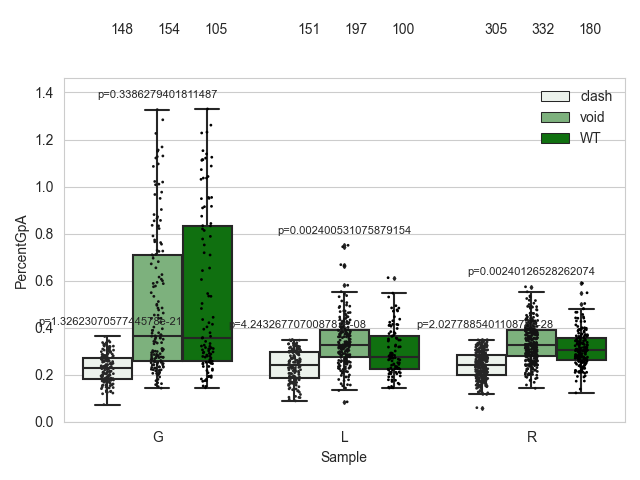 148 154 105 151 197 100 305 332 180
1.4
p=0.3386279401811487
clash
void
WT
1.2
1.0
0.8
p=0.002400531075879154
p=0.00240126528262074
0.6
0.4
0.2
0.0
G L R
Sample
PercentGpA